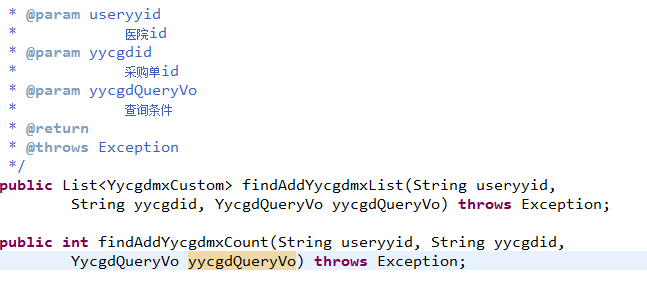 * @param useryyid
*            医院id
* @param yycgdid
*            采购单id
* @param yycgdQueryVo
*            查询条件
* @return
* @throws Exception
*/
public List<YycgdmxCustom> findAddYycgdmxList(String useryyid,
        String yycgdid, YycgdQueryVo yycgdQueryVo) throws Exception;
public int findAddYycgdmxCount(String useryyid, String yycgdid,
        YycgdQueryVo yycgdQueryVo) throws Exception;